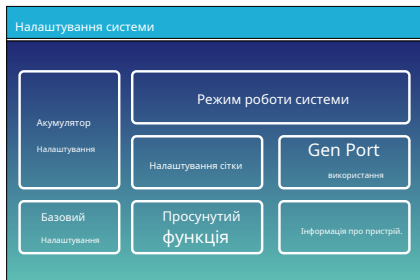 Налаштування системи
Режим роботи системи
Акумулятор
Налаштування
Налаштування сітки
Gen Port
використання
Базовий
Налаштування
Просунутий
функція
Інформація про пристрій.